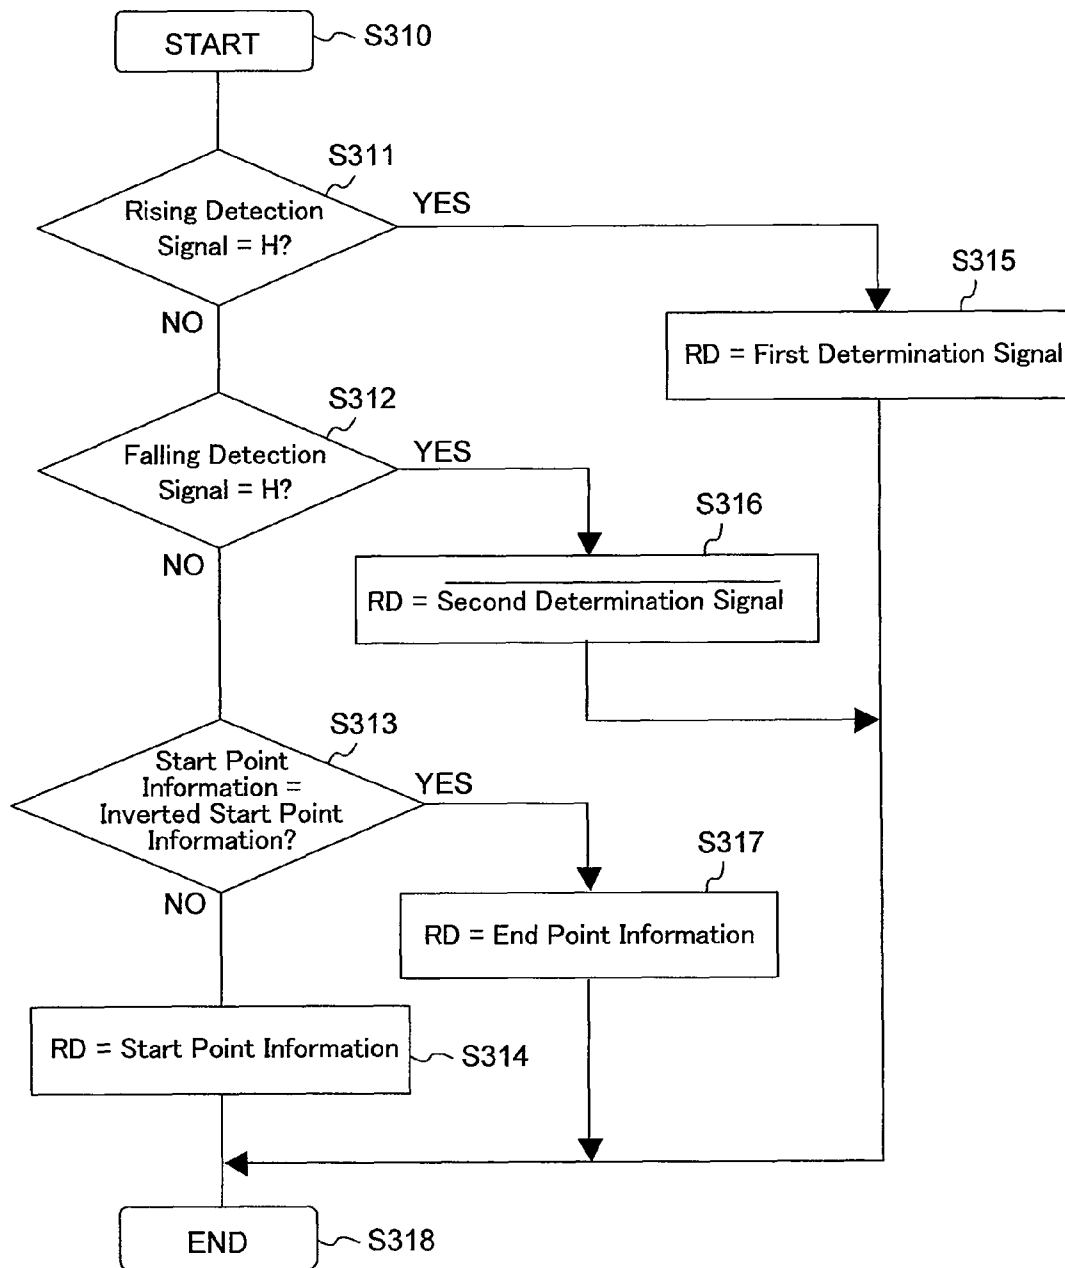 START
S310
S311
Rising Detection
Signal = H?
YES
NO
S315
RD = First Determination Signal
S312
Falling Detection
Signal = H?
YES
NO
S316
RD = Second Determination Signal
S313
Start Point
Information =
Inverted Start Point
Information?
YES
NO
S317
RD = End Point Information
RD = Start Point Information
S314
END
S318